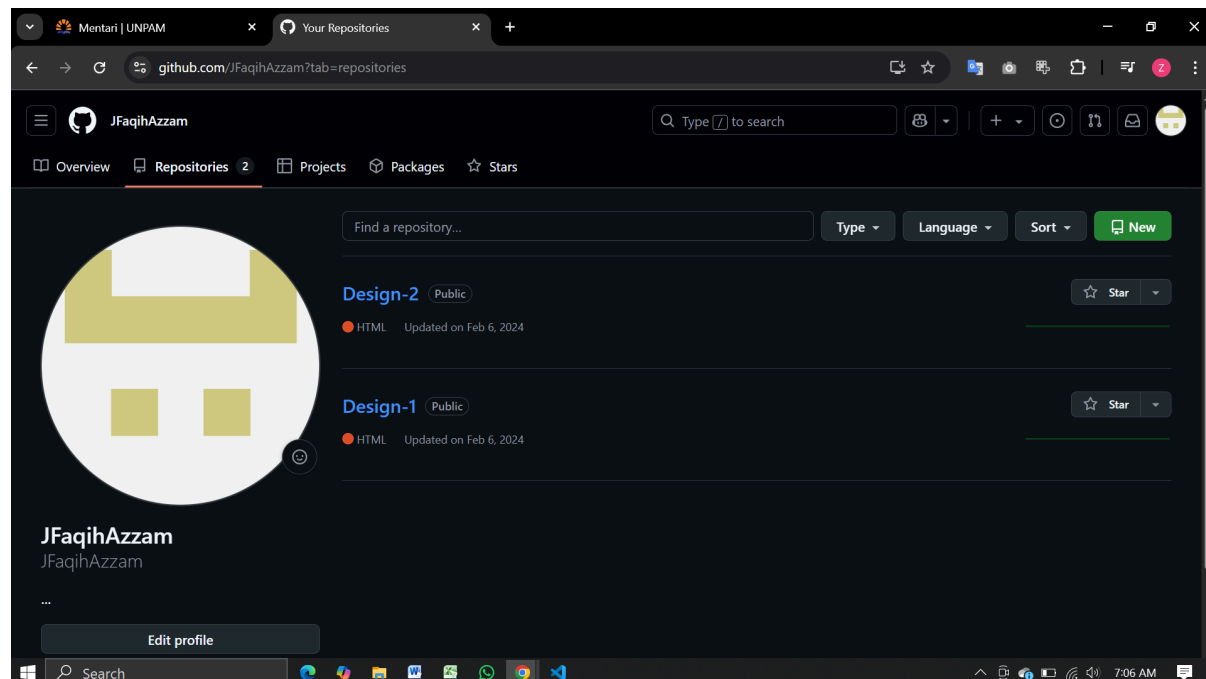 Mentari | UNPAM
Your Repositories
github.com/JFaqihAzzam?tab=repositories
Z
JFaqihAzzam
Type / to search
Overview
Repositories 2
Projects
Packages
Stars
Find a repository...
Type
Language
Sort
New
Design-2 Public
Star
HTML Updated on Feb 6, 2024
Design-1 Public
Star
HTML Updated on Feb 6, 2024
JFaqihAzzam
JFaqihAzzam
...
Edit profile
Search
7:06 AM